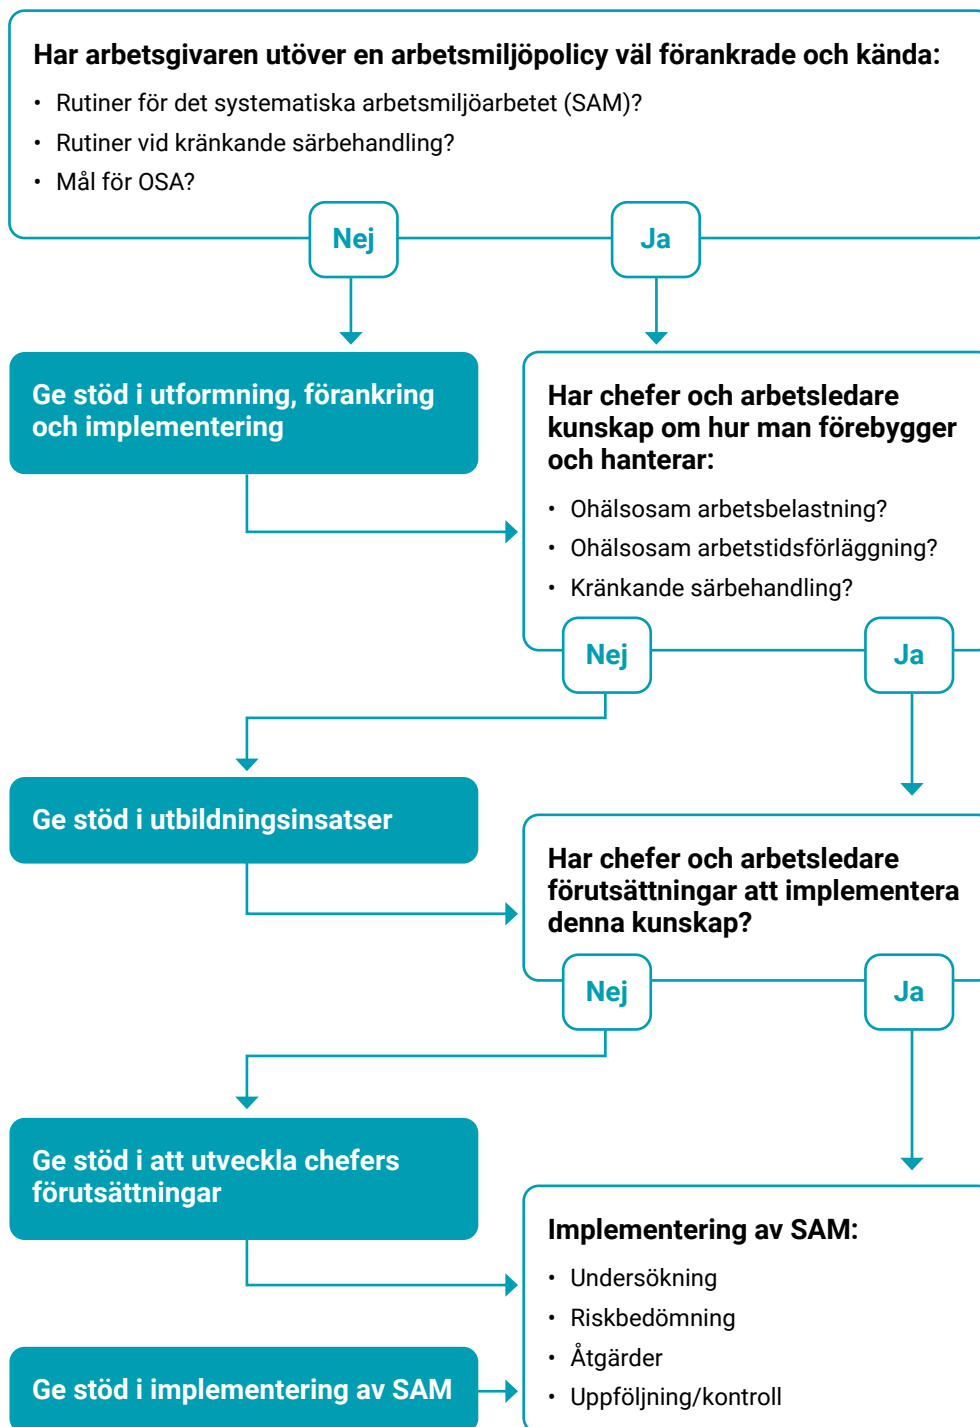 Har arbetsgivaren utöver en arbetsmiljöpolicy väl förankrade och kända:
• Rutiner för det systematiska arbetsmiljöarbetet (SAM)?
• Rutiner vid kränkande särbehandling?
• Mål för OSA?
Nej
Ja
Ge stöd i utformning, förankring
och implementering
Har chefer och arbetsledare
kunskap om hur man förebygger
och hanterar:
• Ohälsosam arbetsbelastning?
• Ohälsosam arbetstidsförläggning?
• Kränkande särbehandling?
Nej
Ja
Ge stöd i utbildningsinsatser
Har chefer och arbetsledare
förutsättningar att implementera
denna kunskap?
Nej
Ja
Ge stöd i att utveckla chefers
förutsättningar
Implementering av SAM:
• Undersökning
• Riskbedömning
• Åtgärder
• Uppföljning/kontroll
Ge stöd i implementering av SAM